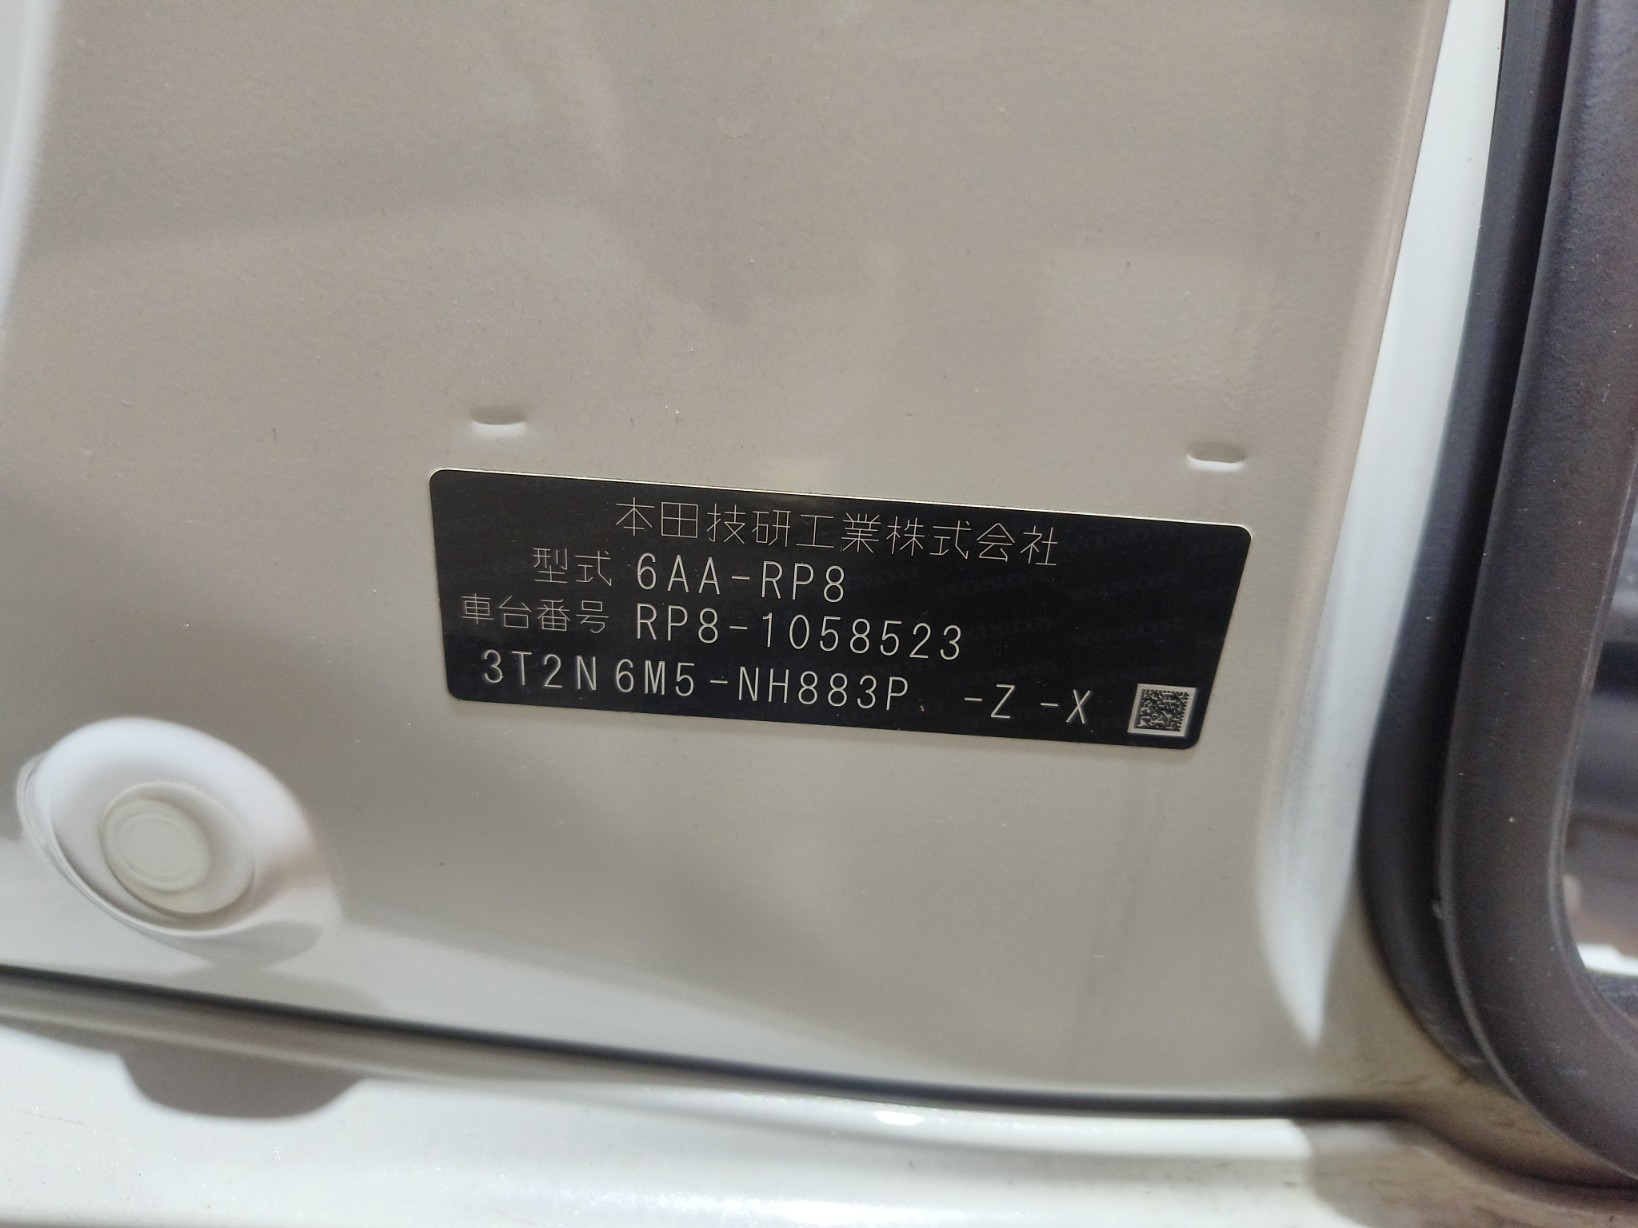 本田技研工業株式会社
型式 6AA-RP8
車台番号 RP8-1058523
3T2N6M5-NH883P -Z -X